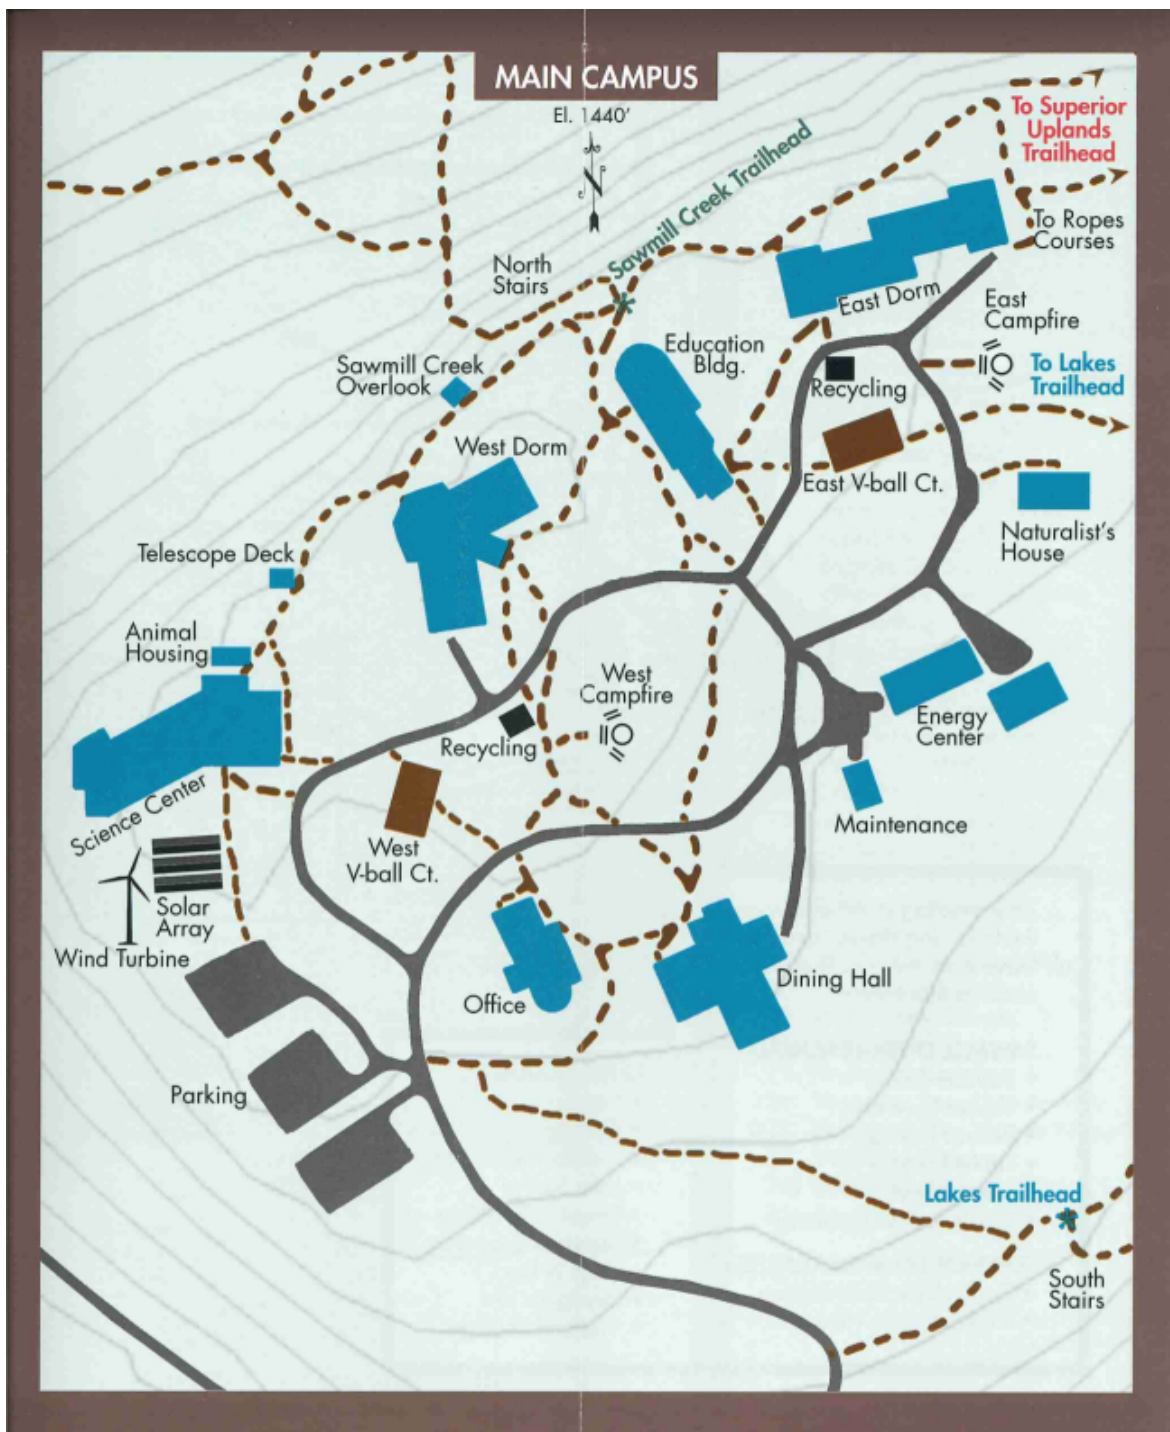 MAIN CAMPUS
El. 1440'
N
Sawmill Creek Trailhead
To Superior
Uplands
Trailhead
To Ropes
Courses
North
Stairs
East Dorm
East
Campfire
Education
Bldg.
Sawmill Creek
Overlook
Recycling
To Lakes
Trailhead
West Dorm
East V-ball Ct.
Naturalist's
House
Telescope Deck
Animal
Housing
West
Campfire
Recycling
Energy
Center
Science Center
Maintenance
West
V-ball Ct.
Solar
Array
Wind Turbine
Office
Dining Hall
Parking
Lakes Trailhead
South
Stairs